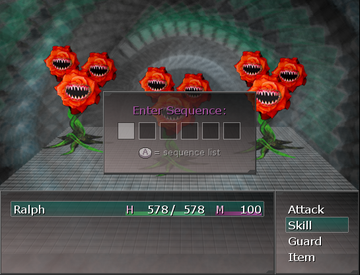 Enter Sequence:
A = sequence list
Ralph H 578/ 578 M 100
Attack
Skill
Guard
Item